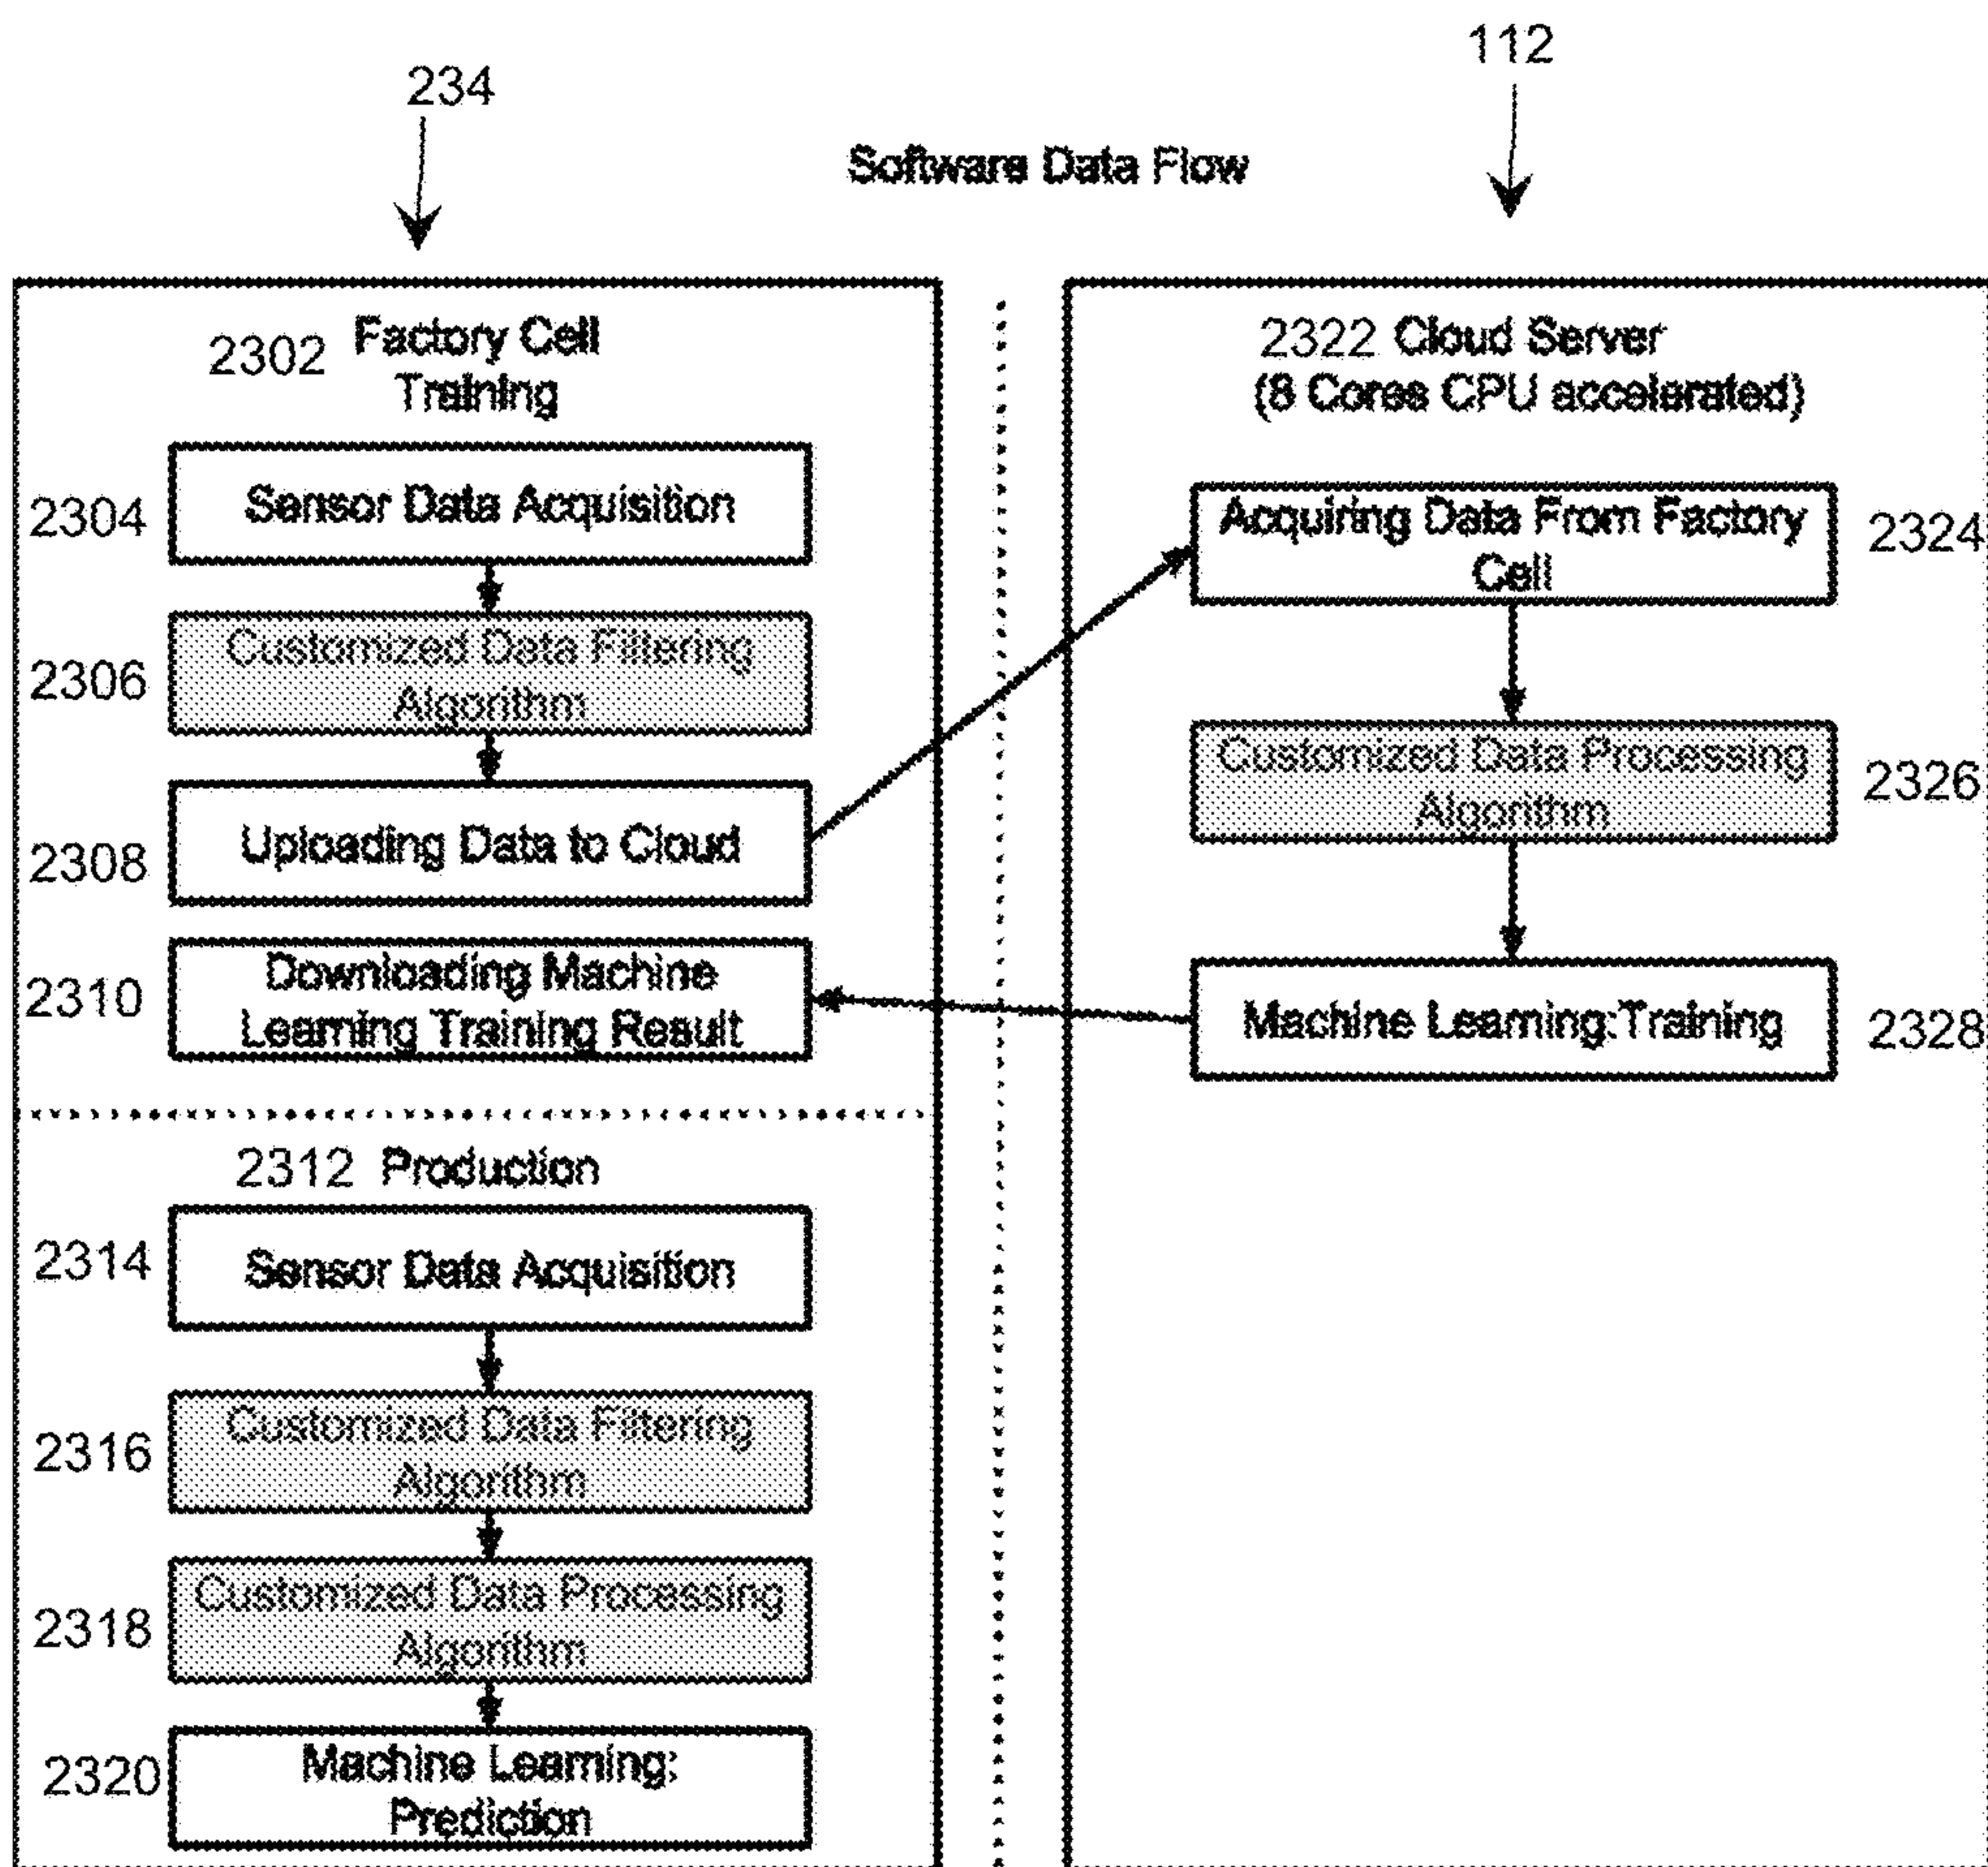 234
112
Software Data Flow
2302 Factory Cell
Training
2304
Sensor Data Acquisition
2306
Customized Data Filtering
Algorithm
2308
Uploading Data to Cloud
2310
Downloading Machine
Learning Training Result
2312 Production
2314
Sensor Data Acquisition
2316
Customized Data Filtering
Algorithm
2318
Customized Data Processing
Algorithm
2320
Machine Learning:
Prediction
2322 Cloud Server
(8 Cores CPU accelerated)
Acquiring Data From Factory
Cell
2324
Customized Data Processing
Algorithm
2326
Machine Learning:Training
2328